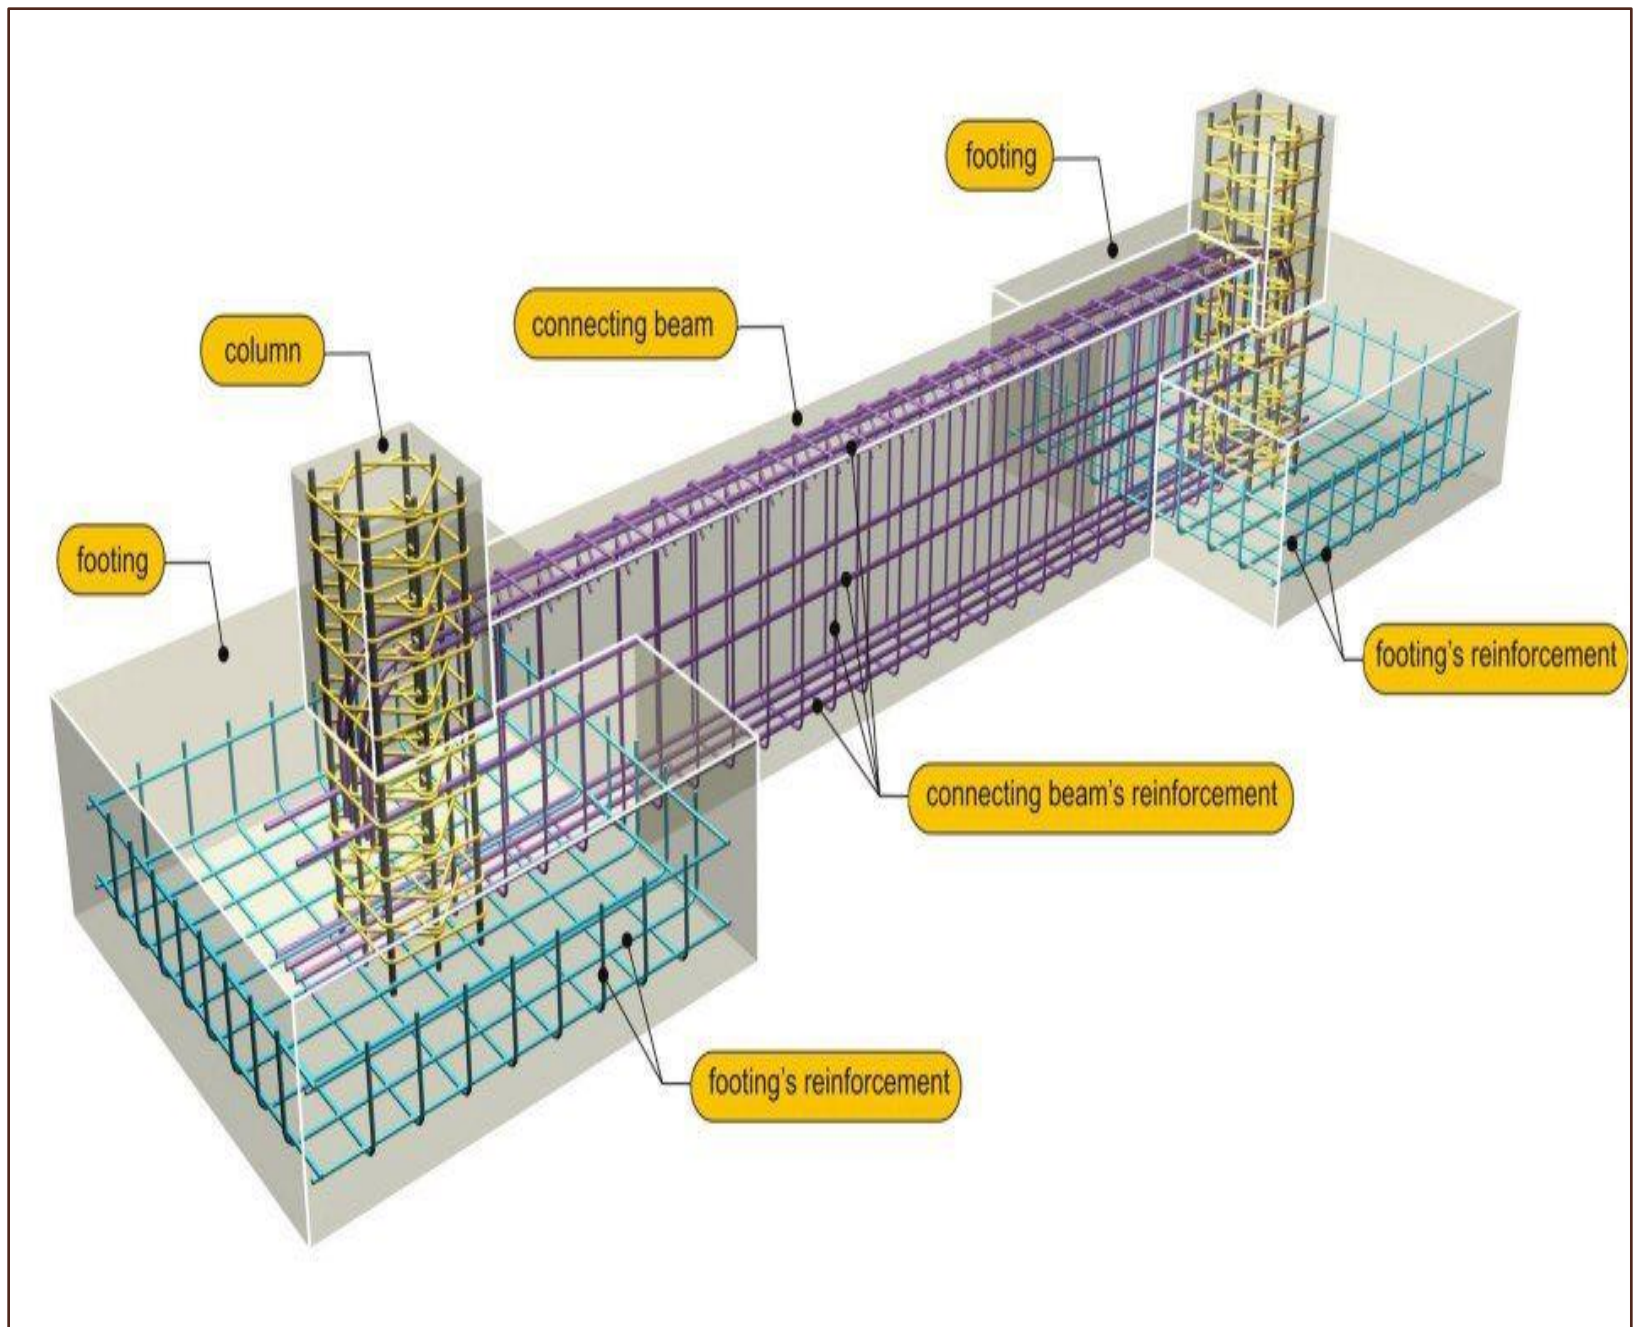 footing
connecting beam
column
footing
footing's reinforcement
connecting beam's reinforcement
footing's reinforcement